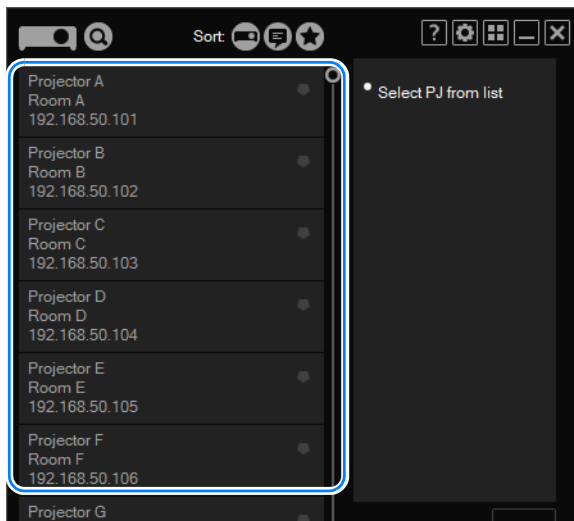 Sort:
?
Projector A
Room A
192.168.50.101
Projector B
Room B
192.168.50.102
Projector C
Room C
192.168.50.103
Projector D
Room D
192.168.50.104
Projector E
Room E
192.168.50.105
Projector F
Room F
192.168.50.106
Projector G
Select PJ from list